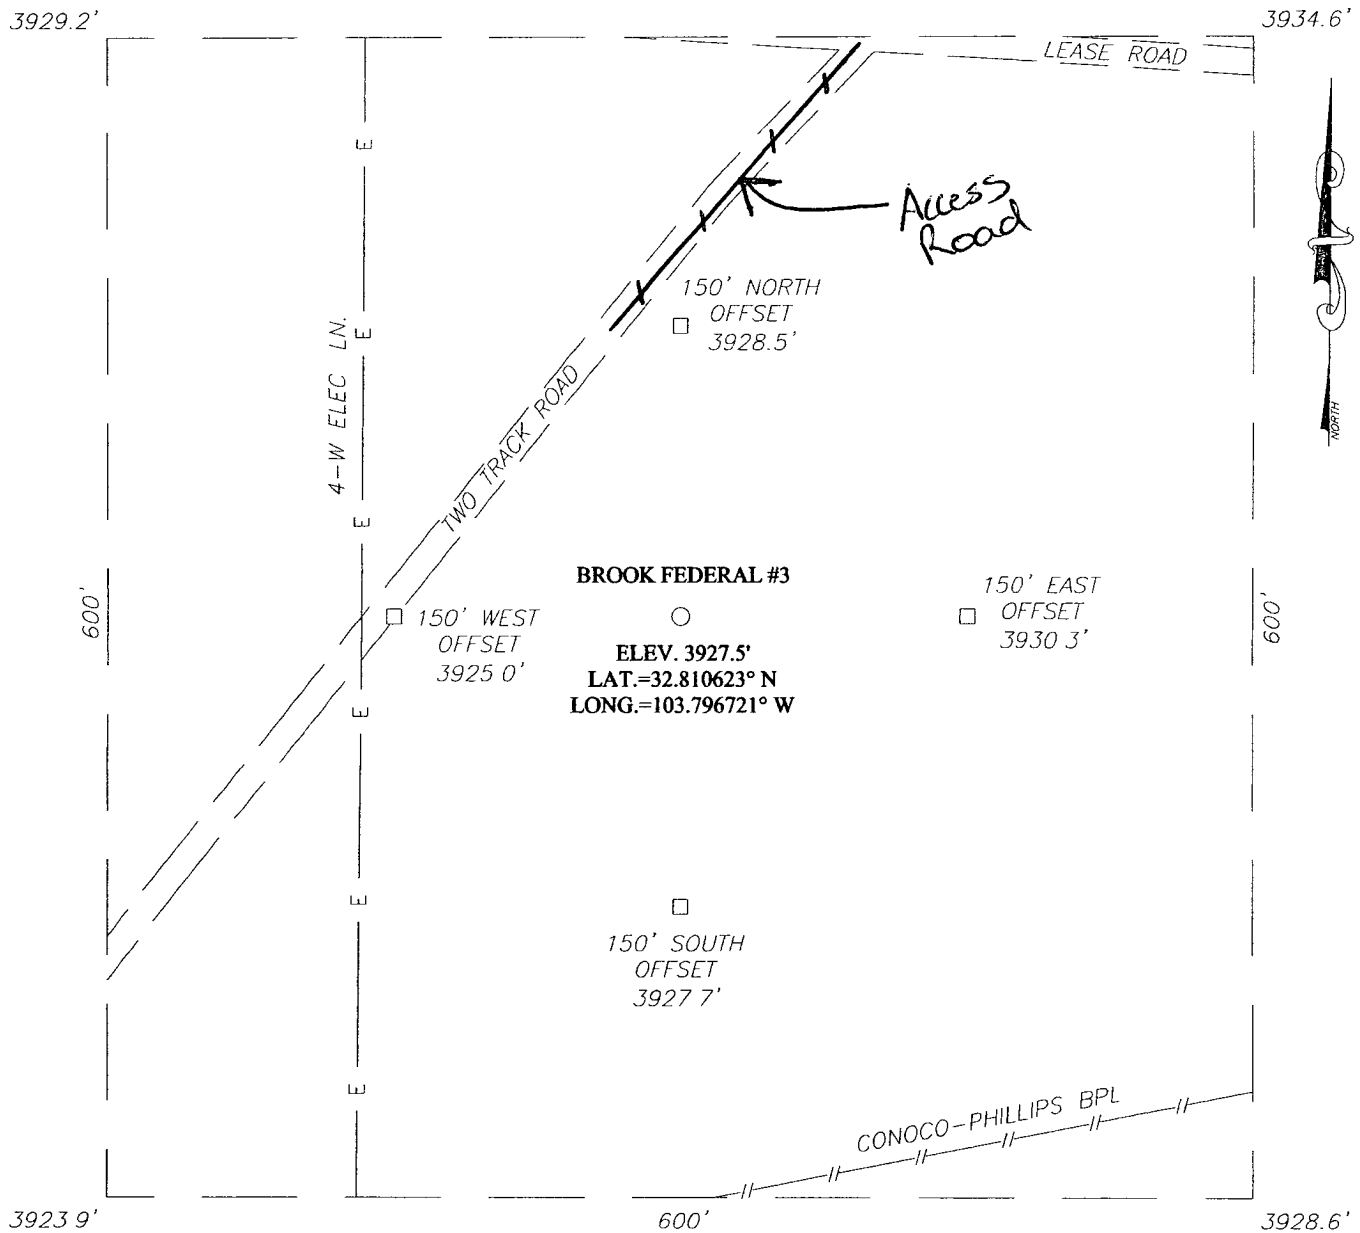 3929.2'
3934.6'
LEASE ROAD
Access
Road
150' NORTH
OFFSET
3928.5'
NORTH
4-W ELEC LN.
E
E
E
E
E
E
TWO TRACK ROAD
600'
BROOK FEDERAL #3
150' WEST
OFFSET
3925 0'
ELEV. 3927.5'
LAT.=32.810623° N
LONG.=103.796721° W
150' EAST
OFFSET
3930 3'
600'
150' SOUTH
OFFSET
3927 7'
CONOCO-PHILLIPS BPL
3923 9'
600'
3928.6'